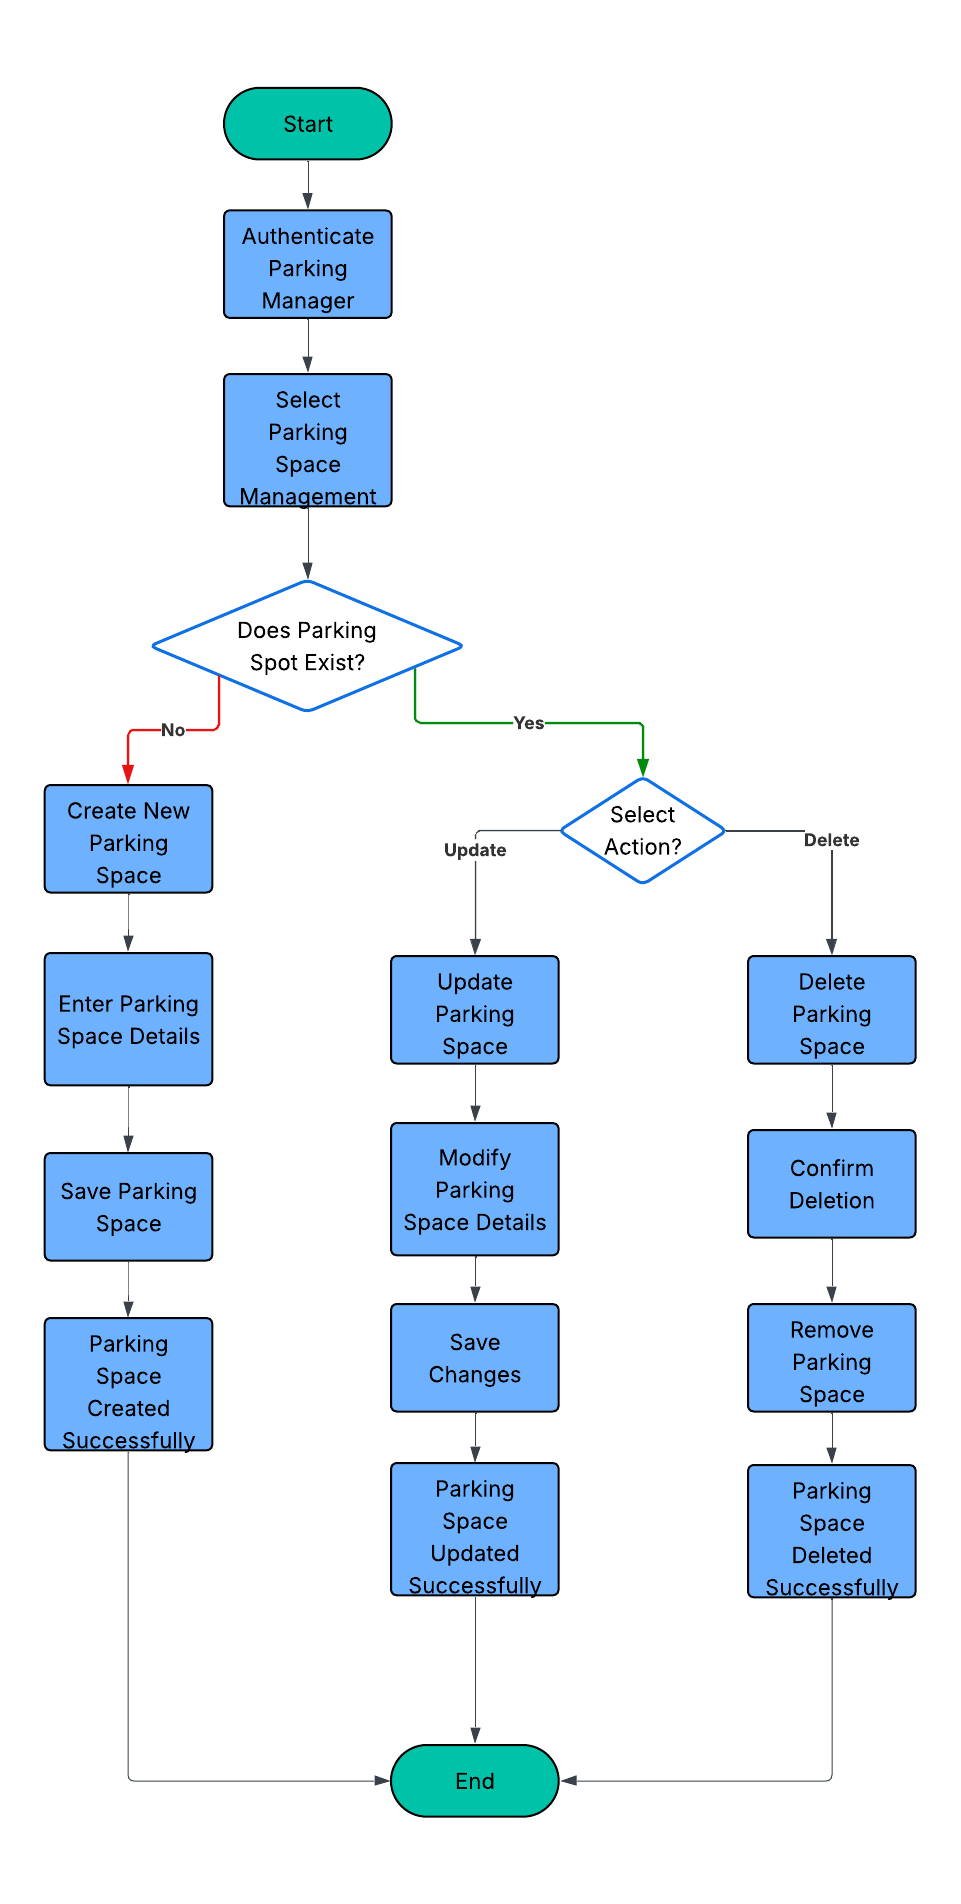 Start
Authenticate
Parking
Manager
Select
Parking
Space
Management
Does Parking
Spot Exist?
No
Yes
Create New
Parking
Space
Enter Parking
Space Details
Save Parking
Space
Parking
Space
Created
Successfully
Select
Action?
Update
Delete
Update
Parking
Space
Modify
Parking
Space Details
Save
Changes
Parking
Space
Updated
Successfully
Delete
Parking
Space
Confirm
Deletion
Remove
Parking
Space
Parking
Space
Deleted
Successfully
End